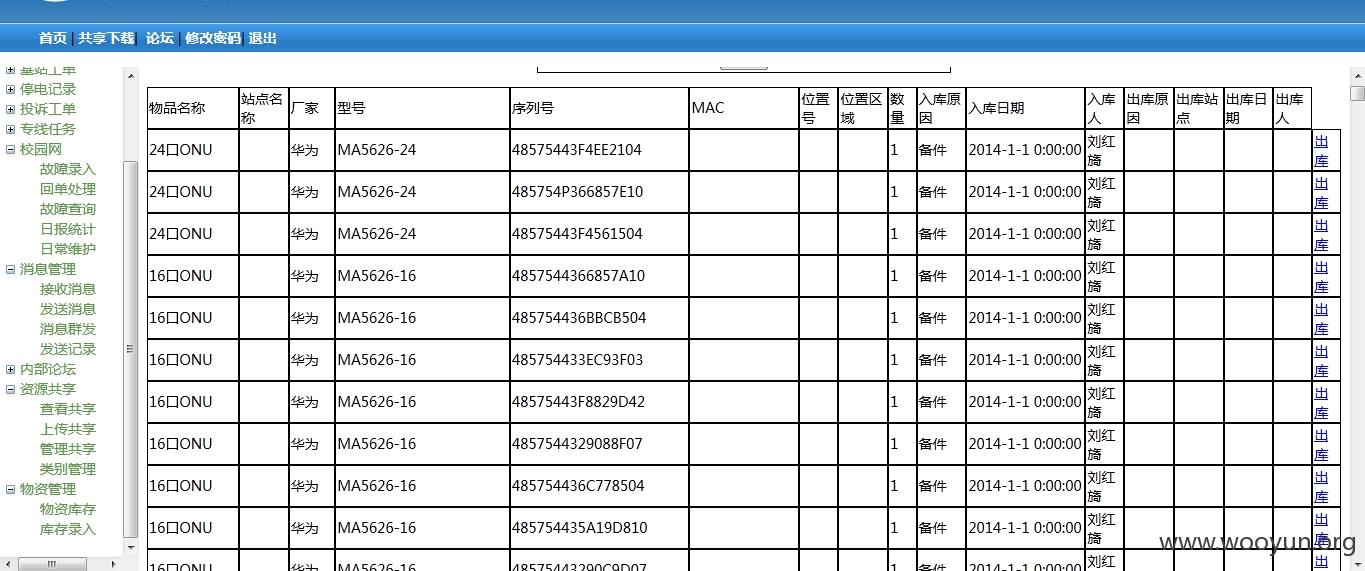 首页 | 共享下载| 论坛 | 修改密码| 退出
基站工单
停电记录
投诉工单
专线任务
校园网
故障录入
回单处理
故障查询
日报统计
日常维护
消息管理
接收消息
发送消息
消息群发
发送记录
内部论坛
资源共享
查看共享
上传共享
管理共享
类别管理
物资管理
物资库存
库存录入
物品名称 站点名称 厂家 型号 序列号 MAC 位置号 位置区域 数量 入库原因 入库日期 入库人 出库原因 出库站点 出库日期 出库人
24口ONU 华为 MA5626-24 48575443F4EE2104 1 备件 2014-1-1 0:00:00 刘红旖 出库
24口ONU 华为 MA5626-24 485754P366857E10 1 备件 2014-1-1 0:00:00 刘红旖 出库
24口ONU 华为 MA5626-24 48575443F4561504 1 备件 2014-1-1 0:00:00 刘红旖 出库
16口ONU 华为 MA5626-16 4857544366857A10 1 备件 2014-1-1 0:00:00 刘红旖 出库
16口ONU 华为 MA5626-16 485754436BBCB504 1 备件 2014-1-1 0:00:00 刘红旖 出库
16口ONU 华为 MA5626-16 485754433EC93F03 1 备件 2014-1-1 0:00:00 刘红旖 出库
16口ONU 华为 MA5626-16 48575443F8829D42 1 备件 2014-1-1 0:00:00 刘红旖 出库
16口ONU 华为 MA5626-16 4857544329088F07 1 备件 2014-1-1 0:00:00 刘红旖 出库
16口ONU 华为 MA5626-16 485754436C778504 1 备件 2014-1-1 0:00:00 刘红旖 出库
16口ONU 华为 MA5626-16 485754435A19D810 1 备件 2014-1-1 0:00:00 刘红旖 出库
16口ONU 华为 MA5626-16 48575443290C9D07 1 备件 2014-1-1 0:00:00 刘红 出
www.wooyun.org